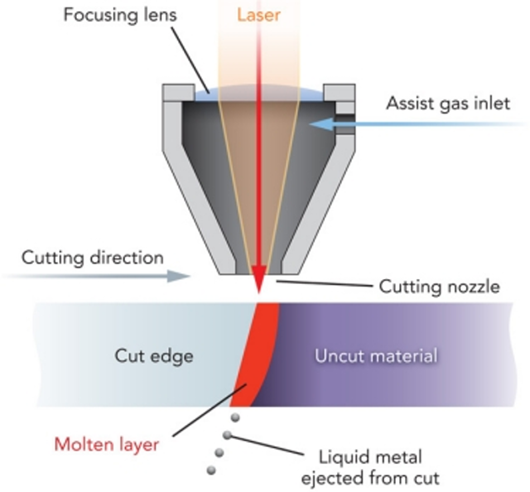 Focusing lens
Laser
Assist gas inlet
Cutting direction
Cutting nozzle
Cut edge
Uncut material
Molten layer
Liquid metal
ejected from cut